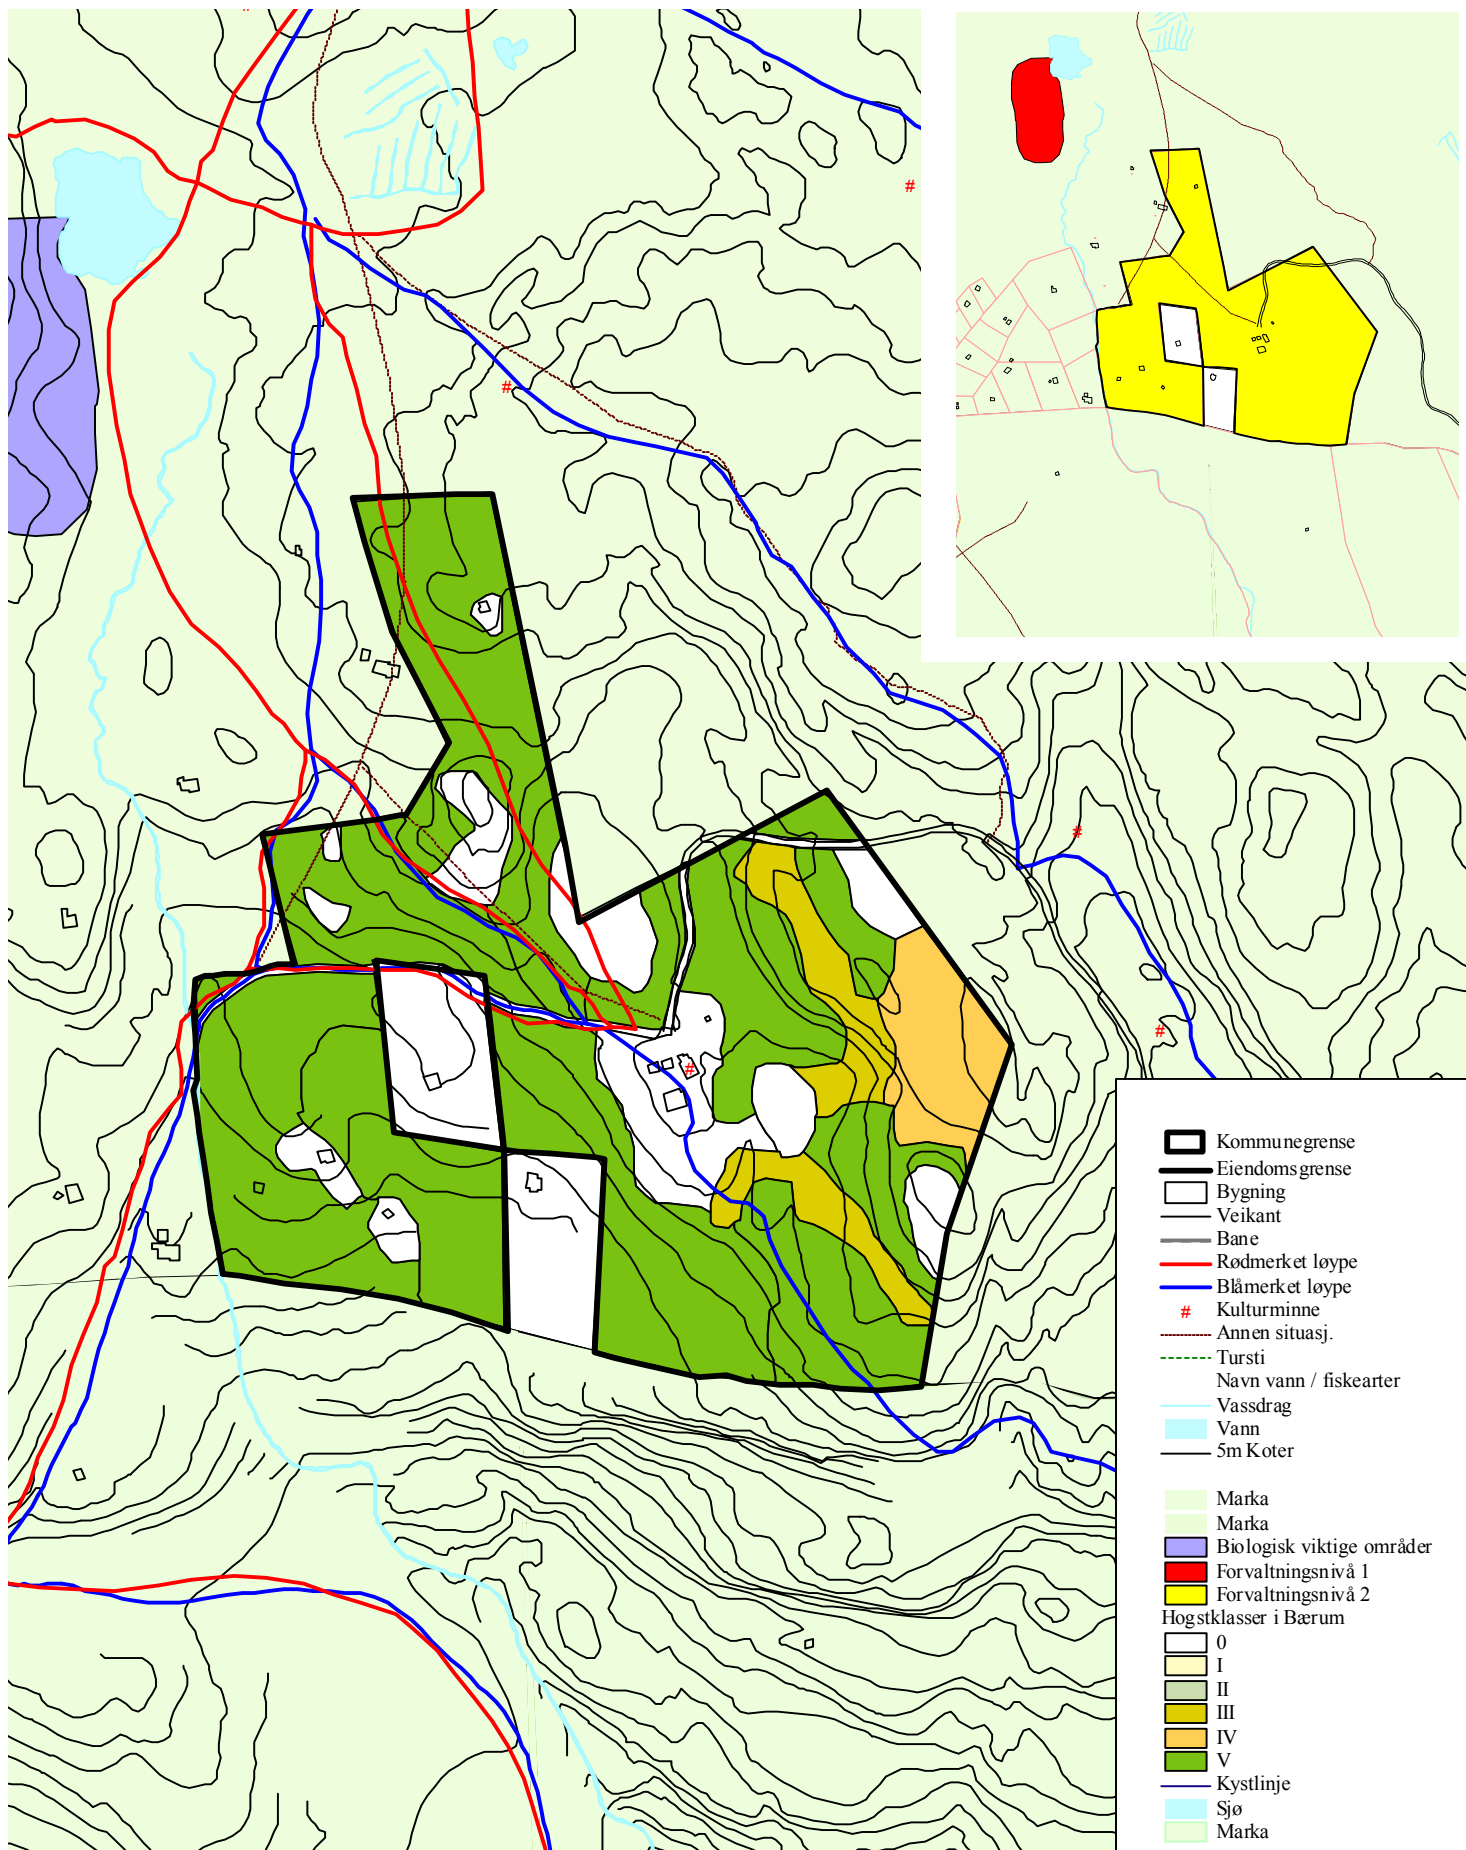 #
#
#
#
#
#
Kommunegrense
Eiendomsgrense
Bygning
Veikant
Bane
Rødmerket løype
Blåmerket løype
# Kulturminne
Annen situasj.
Tursti
Navn vann / fiskearter
Vassdrag
Vann
5m Koter
Marka
Marka
Biologisk viktige områder
Forvaltningsnivå 1
Forvaltningsnivå 2
Hogstklasser i Bærum
0
I
II
III
IV
V
Kystlinje
Sjø
Marka